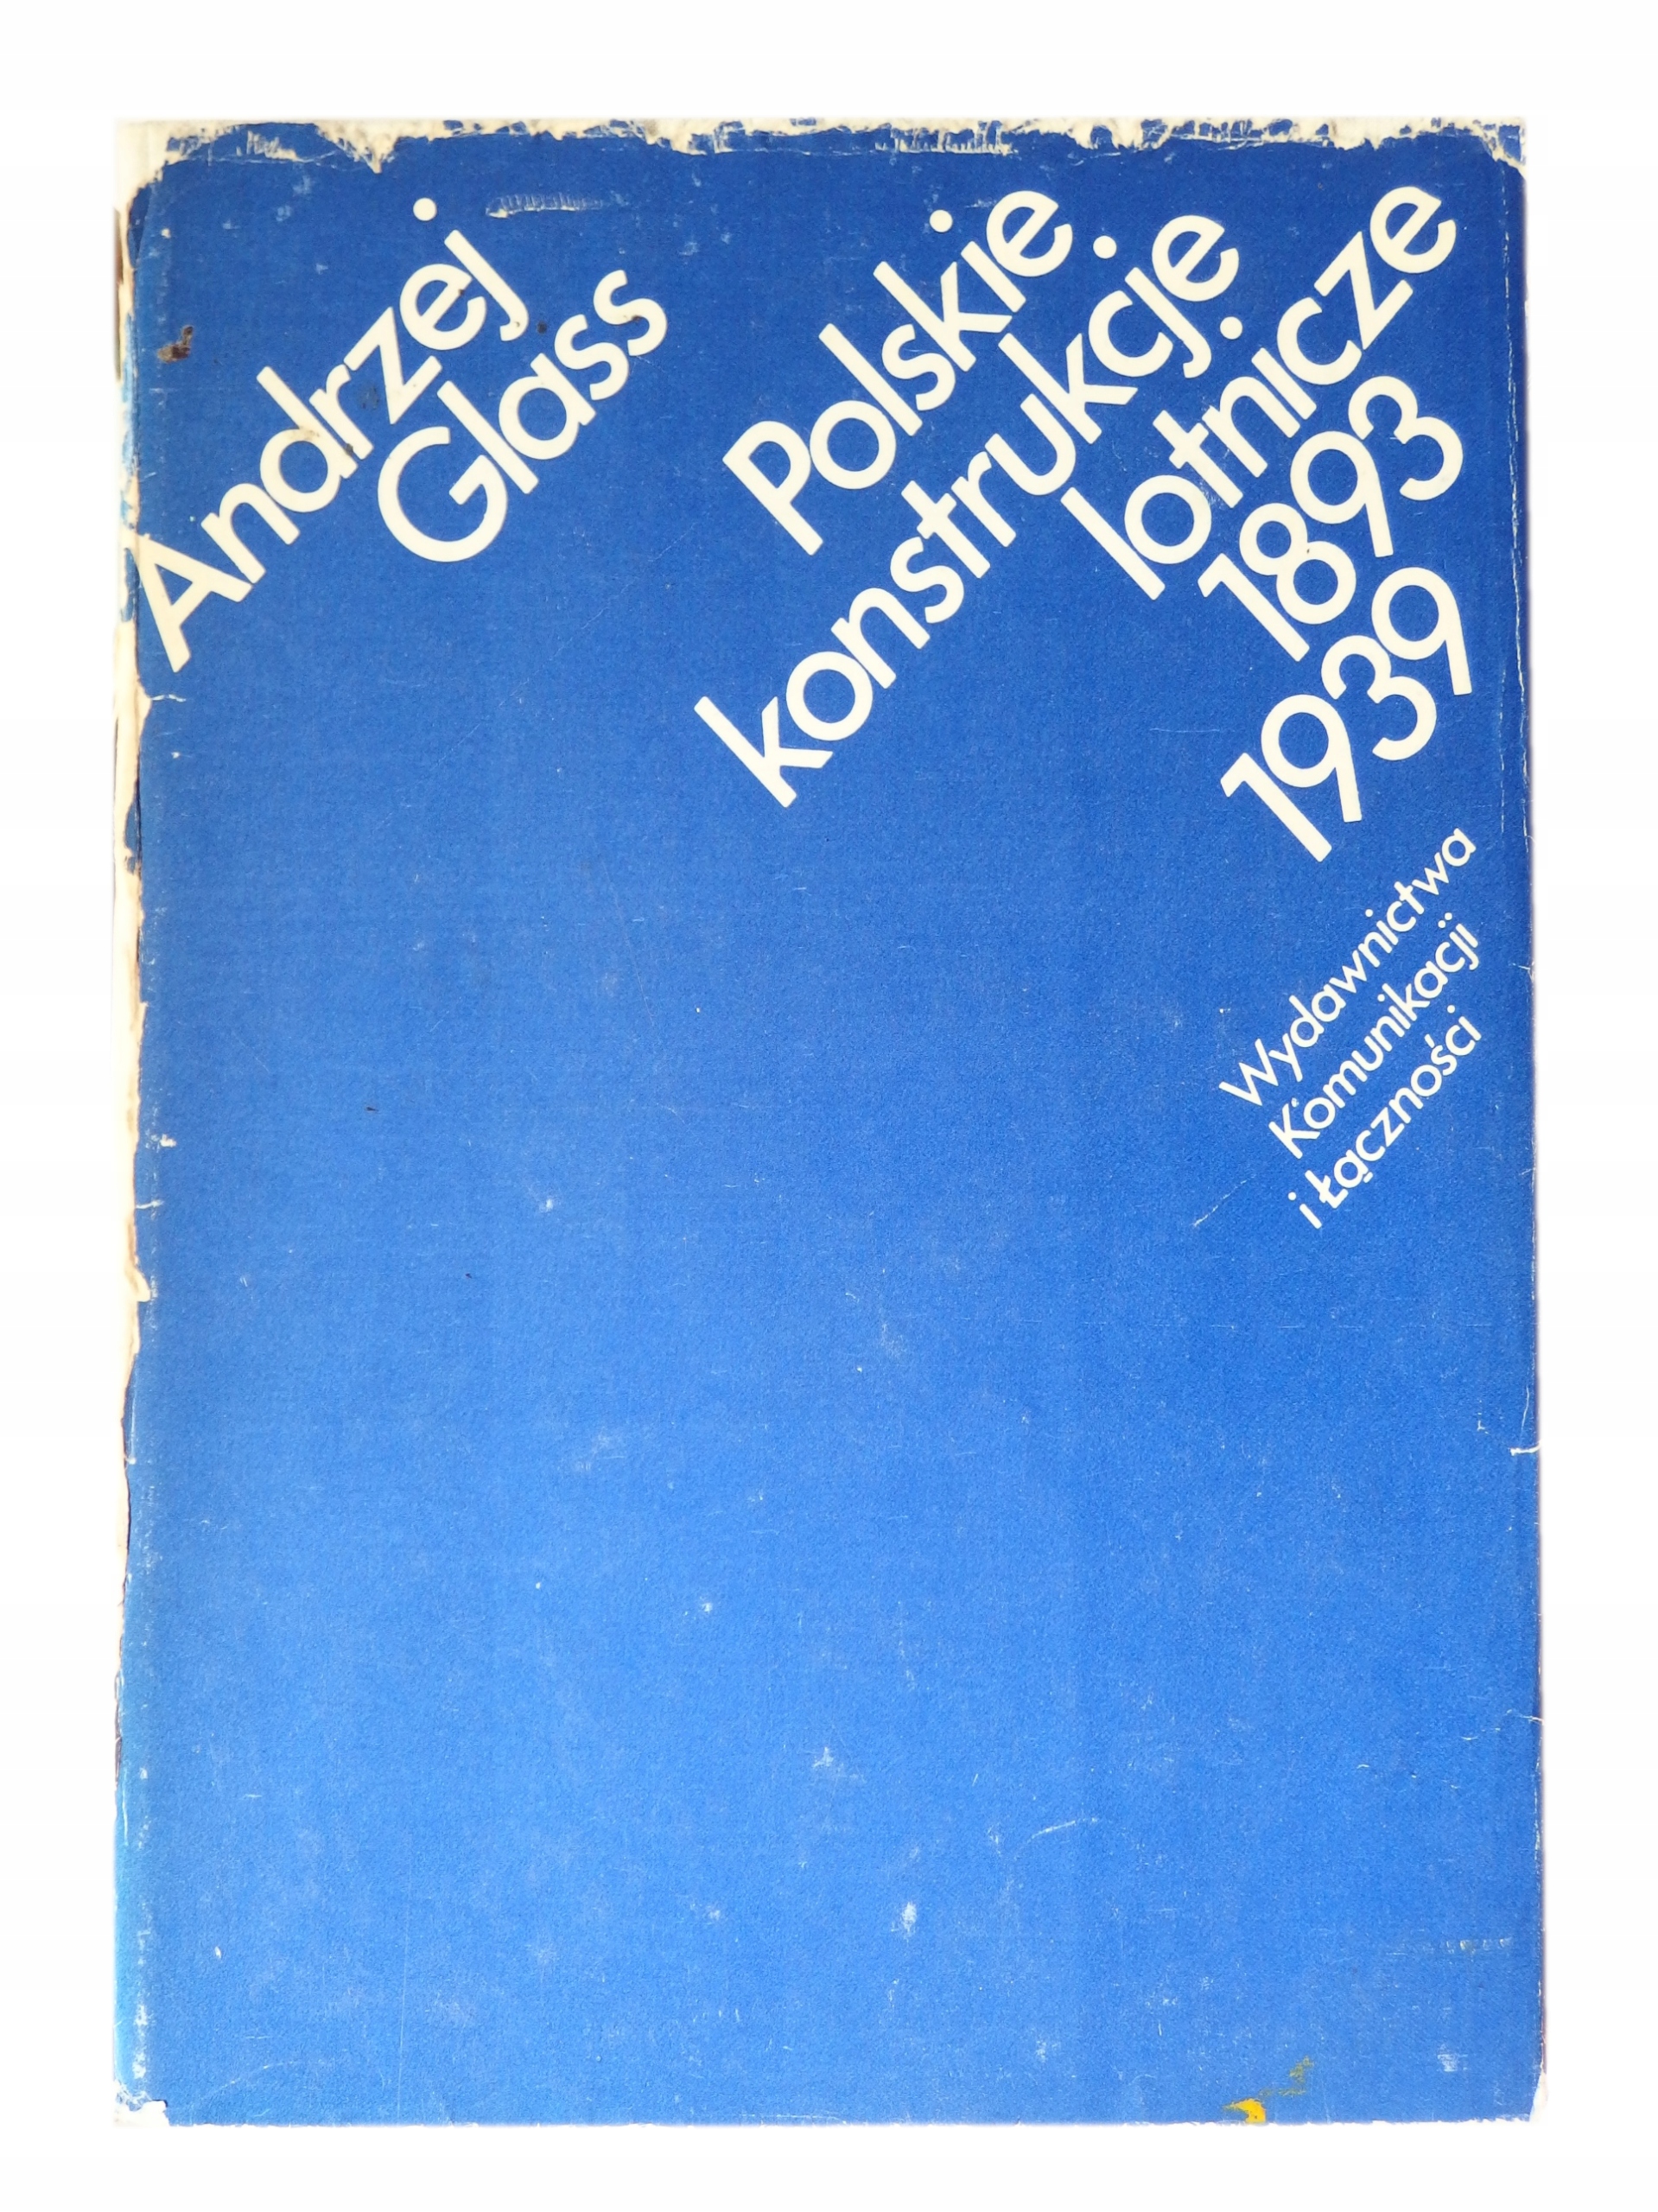 Andrzej
Glass
Polskie
konstrukcje
lotnicze
1893
1939
Wydawnictwa
Komunikacji
i Łączności